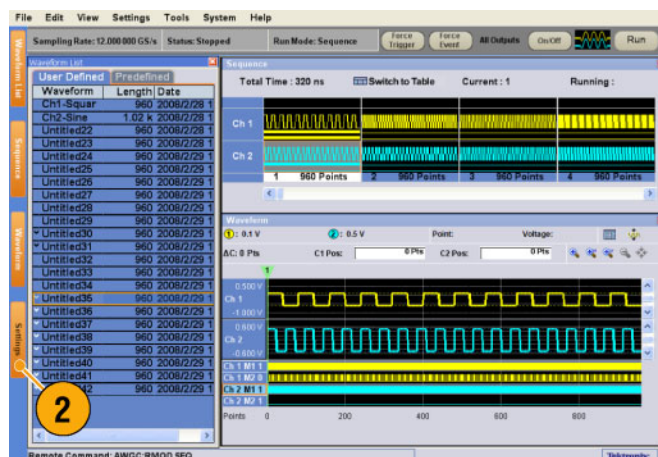 File Edit View Settings Tools System Help
Sampling Rate: 12.000 000 GS/s Status: Stopped Run Mode: Sequence Force Trigger Force Event All Outputs On/Off Run
Waveform List
Sequence
Waveform
Settings
2
Waveform List
User Defined Predefined
Waveform Length Date
Ch1-Squar 960 2008/2/28 1
Ch2-Sine 1.02 k 2008/2/28 1
Untitled22 960 2008/2/28 1
Untitled23 960 2008/2/28 1
Untitled24 960 2008/2/29 1
Untitled25 960 2008/2/29 1
Untitled26 960 2008/2/29 1
Untitled27 960 2008/2/29 1
Untitled28 960 2008/2/29 1
Untitled29 960 2008/2/29 1
Untitled30 960 2008/2/29 1
Untitled31 960 2008/2/29 1
Untitled32 960 2008/2/29 1
Untitled33 960 2008/2/29 1
Untitled34 960 2008/2/29 1
Untitled35 960 2008/2/29 1
Untitled36 960 2008/2/29 1
Untitled37 960 2008/2/29 1
Untitled38 960 2008/2/29 1
Untitled39 960 2008/2/29 1
Untitled40 960 2008/2/29 1
Untitled41 960 2008/2/29 1
42 960 2008/2/29 1
Sequence
Total Time : 320 ns Switch to Table Current : 1 Running :
Ch 1
Ch 2
1 960 Points 2 960 Points 3 960 Points 4 960 Points
Waveform
1 : 0.1 V 2 : 0.5 V Point: Voltage:
ΔC: 0 Pts C1 Pos: 0 Pts C2 Pos: 0 Pts
1
0.500 V
Ch 1
-1.000 V
0.600 V
Ch 2
-0.600 V
Ch 1 M1 1
Ch 1 M2 0
Ch 2 M1 1
Ch 2 M2 1
Points 0 200 400 600 800
Remote Command: AWGC:RMOD SEQ Tektronix